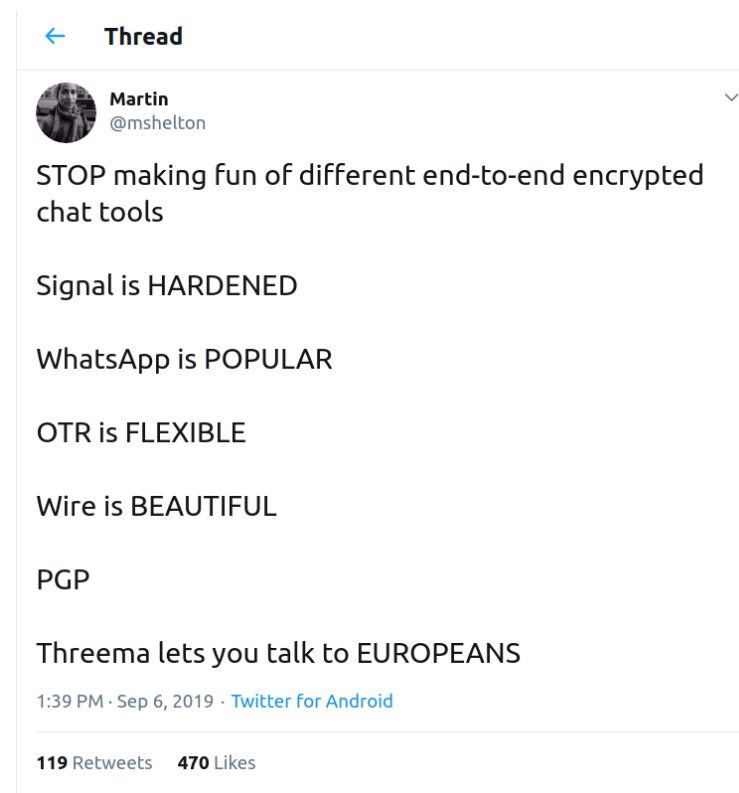 Thread
Martin
@mshelton
STOP making fun of different end-to-end encrypted
chat tools
Signal is HARDENED
WhatsApp is POPULAR
OTR is FLEXIBLE
Wire is BEAUTIFUL
PGP
Threema lets you talk to EUROPEANS
1:39 PM · Sep 6, 2019 · Twitter for Android
119 Retweets 470 Likes